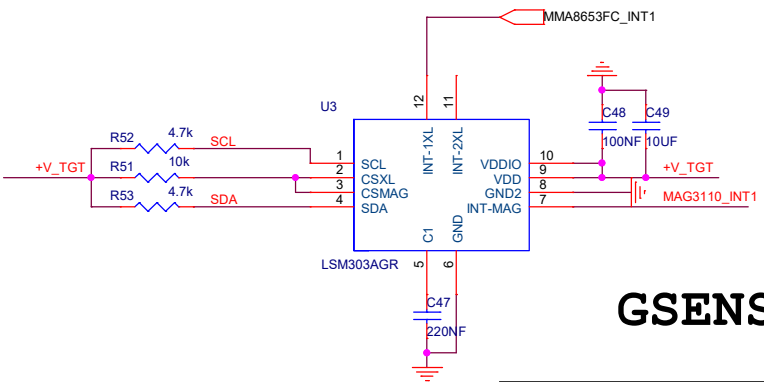 MMA8653FC_INT1
12
11
U3
C48
C49
100NF
10UF
R52
4.7k
SCL
INT-1XL
INT-2XL
+V_TGT
R51
10k
1
SCL
VDDIO
10
2
CSXL
VDD
9
+V_TGT
3
CSMAG
GND2
8
R53
4.7k
SDA
4
SDA
INT-MAG
7
MAG3110_INT1
C1
GND
LSM303AGR
5
6
C47
220NF
GSENS